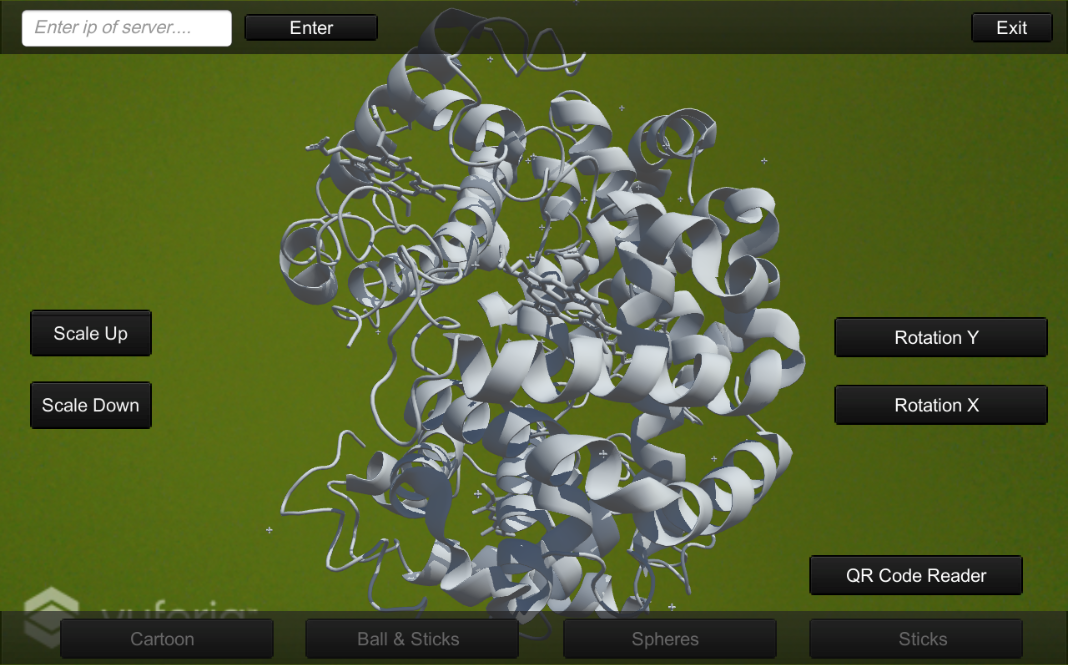 Enter ip of server....
Enter
Exit
Scale Up
Scale Down
Rotation Y
Rotation X
QR Code Reader
vuforia™
Cartoon
Ball & Sticks
Spheres
Sticks